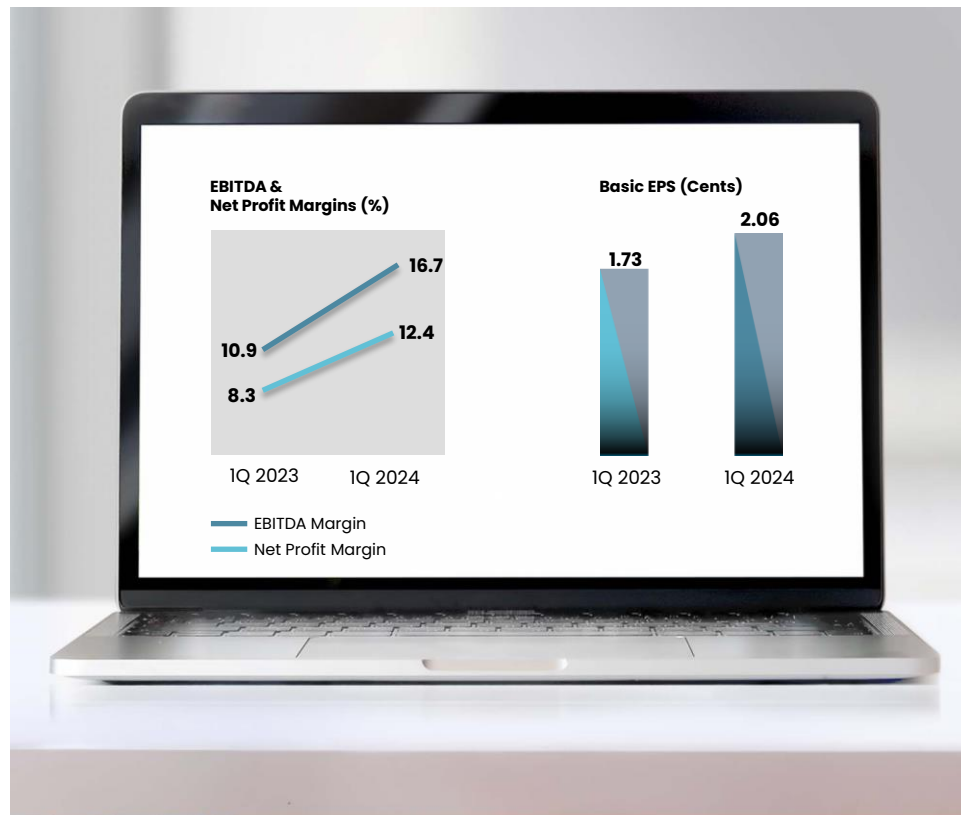 EBITDA &
Net Profit Margins (%)
16.7
12.4
10.9
8.3
1Q 2023 1Q 2024
EBITDA Margin
Net Profit Margin
Basic EPS (Cents)
2.06
1.73
1Q 2023 1Q 2024